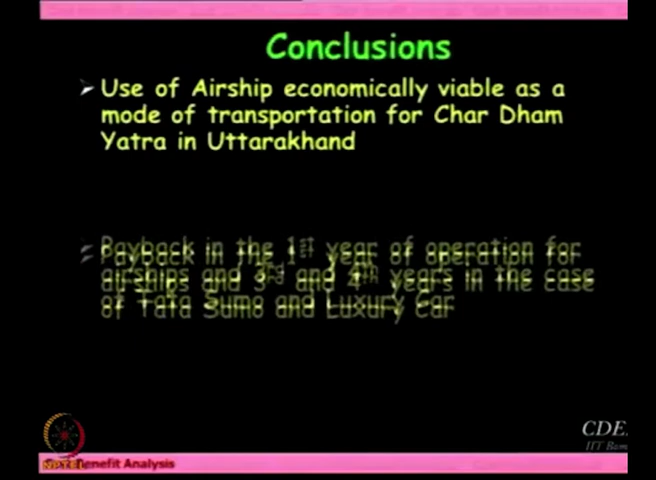 Conclusions
Use of Airship economically viable as a
mode of transportation for Char Dham
Yatra in Uttarakhand
Payback in the 1st year of operation for
airships and 3rd and 4th years in the case
of Tata Sumo and Luxury Car
CDE
IIT Bom
NPTEL Benefit Analysis